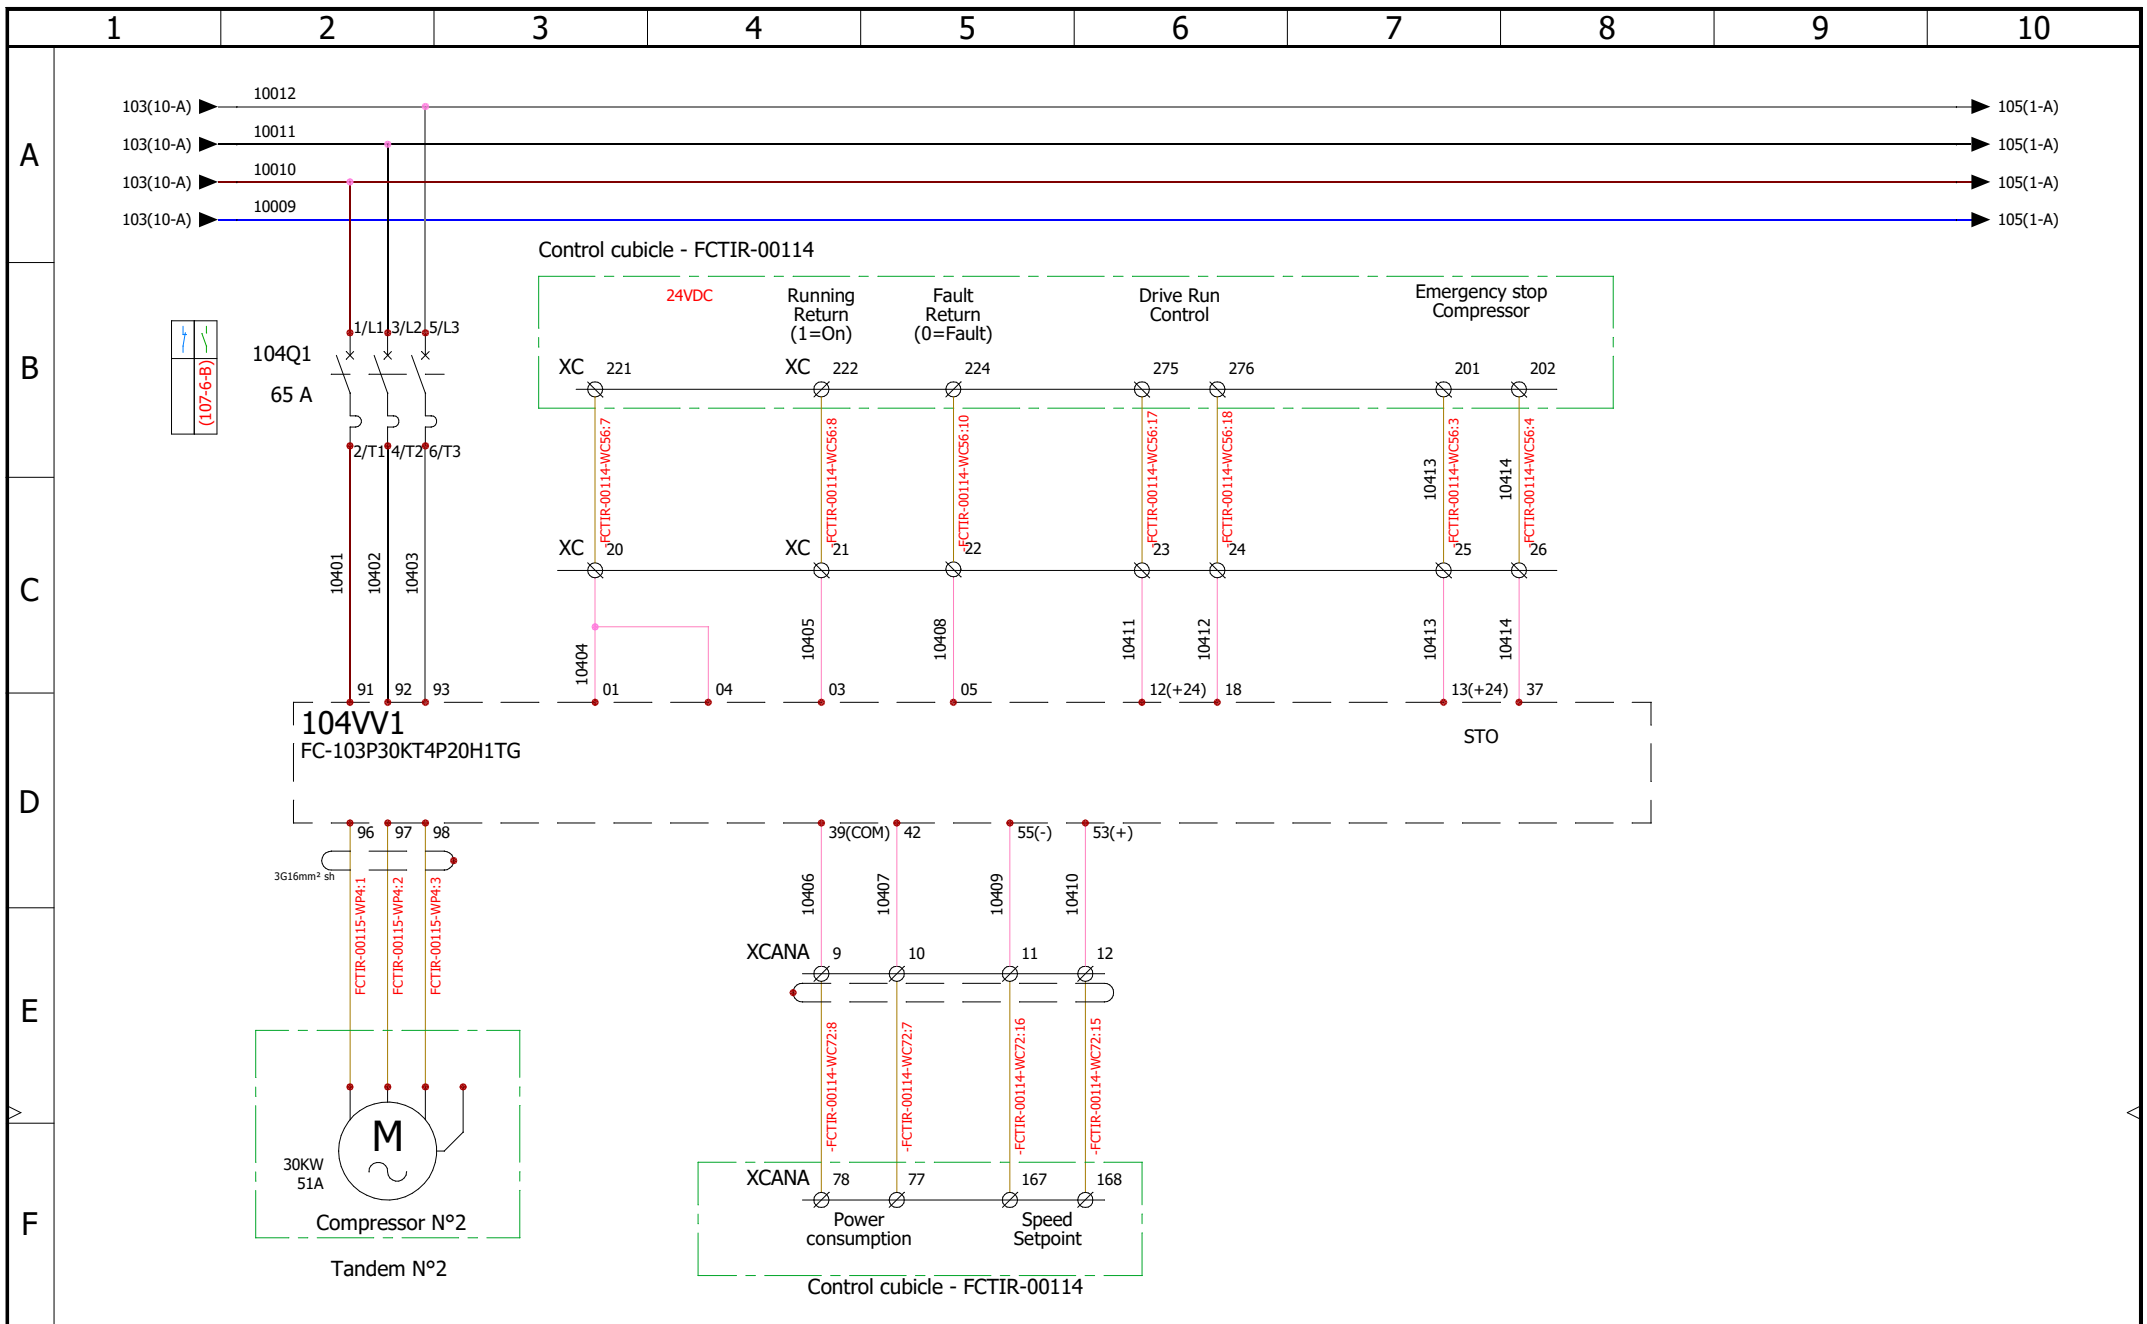 1 2 3 4 5 6 7 8 9 10
A
103(10-A) 10012 105(1-A)
103(10-A) 10011 105(1-A)
103(10-A) 10010 105(1-A)
103(10-A) 10009 105(1-A)
B
Control cubicle - FCTIR-00114
24VDC
Running
Return
(1=On)
Fault
Return
(0=Fault)
Drive Run
Control
Emergency stop
Compressor
(107-6-B)
104Q1
65 A
1/L1 3/L2 5/L3
2/T1 4/T2 6/T3
XC 221 XC 222 224 275 276 201 202
-FCTIR-00114-WC56:7
-FCTIR-00114-WC56:8
-FCTIR-00114-WC56:10
-FCTIR-00114-WC56:17
-FCTIR-00114-WC56:18
10413
-FCTIR-00114-WC56:3
10414
-FCTIR-00114-WC56:4
C
XC 20 XC 21 22 23 24 25 26
10401
10402
10403
10404
10405
10408
10411
10412
10413
10414
91 92 93 01 04 03 05 12(+24) 18 13(+24) 37
D
104VV1
FC-103P30KT4P20H1TG
STO
96 97 98 39(COM) 42 55(-) 53(+)
3G16mm² sh
FCTIR-00115-WP4:1
FCTIR-00115-WP4:2
FCTIR-00115-WP4:3
10406
10407
10409
10410
E
XCANA 9 10 11 12
-FCTIR-00114-WC72:8
-FCTIR-00114-WC72:7
-FCTIR-00114-WC72:16
-FCTIR-00114-WC72:15
F
M
30KW
51A
Compressor N°2
Tandem N°2
XCANA 78 77 167 168
Power
consumption
Speed
Setpoint
Control cubicle - FCTIR-00114